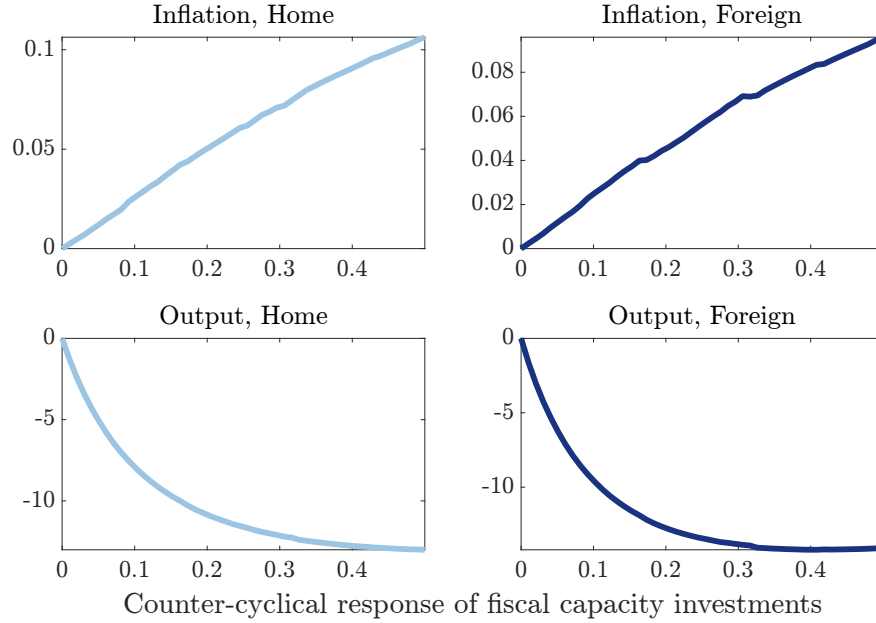 Inflation, Home
0.1
0.05
0
0 0.1 0.2 0.3 0.4
Inflation, Foreign
0.08
0.06
0.04
0.02
0
0 0.1 0.2 0.3 0.4
Output, Home
0
-5
-10
0 0.1 0.2 0.3 0.4
Output, Foreign
0
-5
-10
0 0.1 0.2 0.3 0.4
Counter-cyclical response of fiscal capacity investments